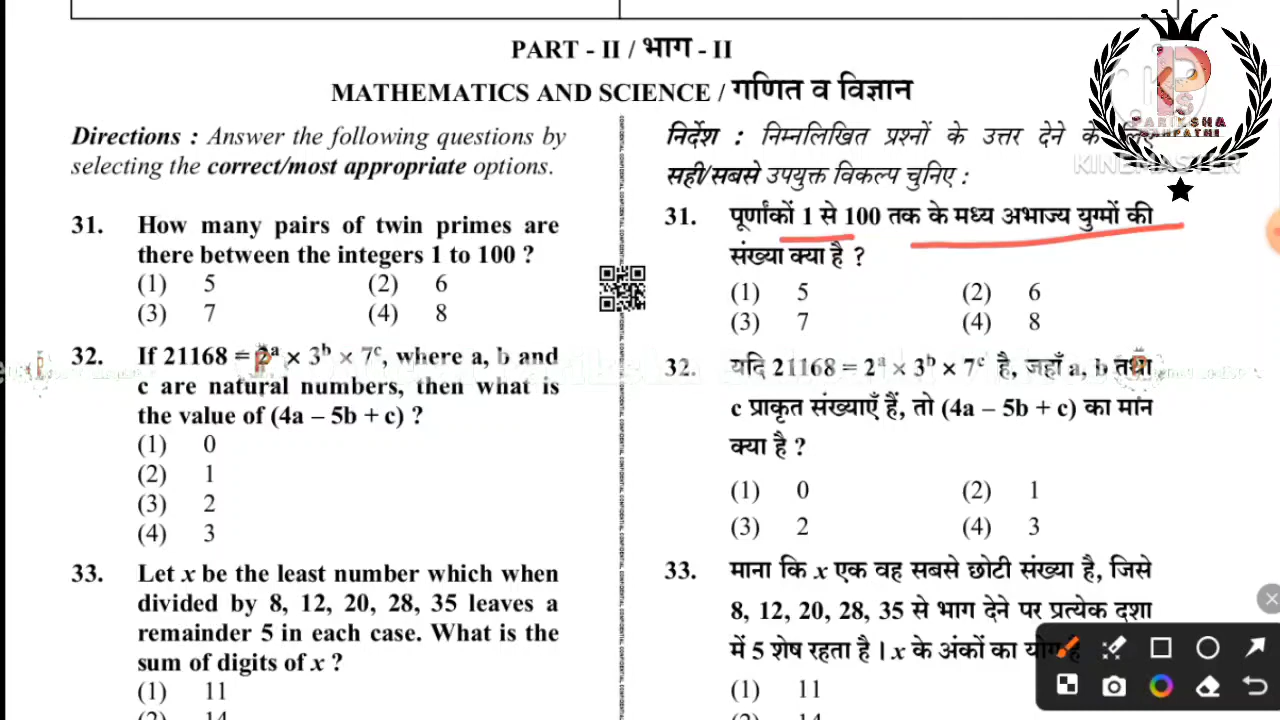 PART - II / भाग - II
MATHEMATICS AND SCIENCE / गणित व विज्ञान
Directions : Answer the following questions by
selecting the correct/most appropriate options.
31. How many pairs of twin primes are
there between the integers 1 to 100 ?
(1) 5 (2) 6
(3) 7 (4) 8
32. If 21168 = 2ᵃ × 3ᵇ × 7ᶜ, where a, b and
c are natural numbers, then what is
the value of (4a – 5b + c) ?
(1) 0
(2) 1
(3) 2
(4) 3
33. Let x be the least number which when
divided by 8, 12, 20, 28, 35 leaves a
remainder 5 in each case. What is the
sum of digits of x ?
(1) 11
निर्देश : निम्नलिखित प्रश्नों के उत्तर देने के
सही/सबसे उपयुक्त विकल्प चुनिए :
31. पूर्णांकों 1 से 100 तक के मध्य अभाज्य युग्मों की
संख्या क्या है ?
(1) 5 (2) 6
(3) 7 (4) 8
32. यदि 21168 = 2ᵃ × 3ᵇ × 7ᶜ है, जहाँ a, b तथा
c प्राकृत संख्याएँ हैं, तो (4a – 5b + c) का मान
क्या है ?
(1) 0 (2) 1
(3) 2 (4) 3
33. माना कि x एक वह सबसे छोटी संख्या है, जिसे
8, 12, 20, 28, 35 से भाग देने पर प्रत्येक दशा
में 5 शेष रहता है । x के अंकों का योग है
(1) 11
PARIKSHA
KINEMASTER